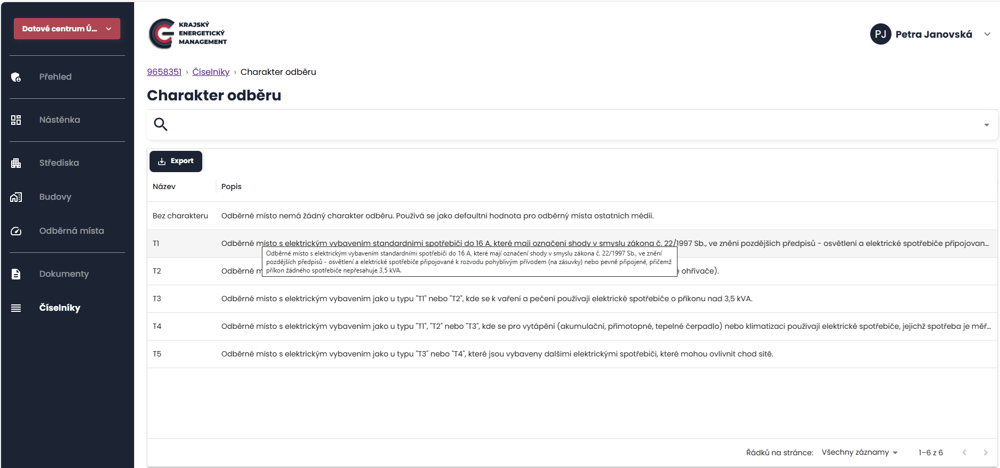 Datové centrum Ú...
Přehled
Nástěnka
Střediska
Budovy
Odběrná místa
Dokumenty
Číselníky
KRAJSKÝ
ENERGETICKÝ
MANAGEMENT
PJ Petra Janovská
9658351 › Číselníky › Charakter odběru
Charakter odběru
Export
Název Popis
Bez charakteru Odběrné místo nemá žádný charakter odběru. Používá se jako defaultní hodnota pro odběrný místa ostatních médií.
T1 Odběrné místo s elektrickým vybavením standardními spotřebiči do 16 A, které mají označení shody v smyslu zákona č. 22/1997 Sb., ve znění pozdějších předpisů - osvětlení a elektrické spotřebiče připojovan...
Odběrné místo s elektrickým vybavením standardními spotřebiči do 16 A, které mají označení shody v smyslu zákona č. 22/1997 Sb., ve znění
pozdějších předpisů - osvětlení a elektrické spotřebiče připojované k rozvodu pohyblivým přívodem (na zásuvky) nebo pevně připojené, přičemž
příkon žádného spotřebiče nepřesahuje 3,5 kVA.
T2 Odběrné ohřívače).
T3 Odběrné místo s elektrickým vybavením jako u typu "T1" nebo "T2", kde se k vaření a pečení používají elektrické spotřebiče o příkonu nad 3,5 kVA.
T4 Odběrné místo s elektrickým vybavením jako u typu "T1", "T2" nebo "T3", kde se pro vytápění (akumulační, přímotopné, tepelné čerpadlo) nebo klimatizaci používají elektrické spotřebiče, jejichž spotřeba je měř...
T5 Odběrné místo s elektrickým vybavením jako u typu "T3" nebo "T4", které jsou vybaveny dalšími elektrickými spotřebiči, které mohou ovlivnit chod sítě.
Řádků na stránce: Všechny záznamy 1–6 z 6